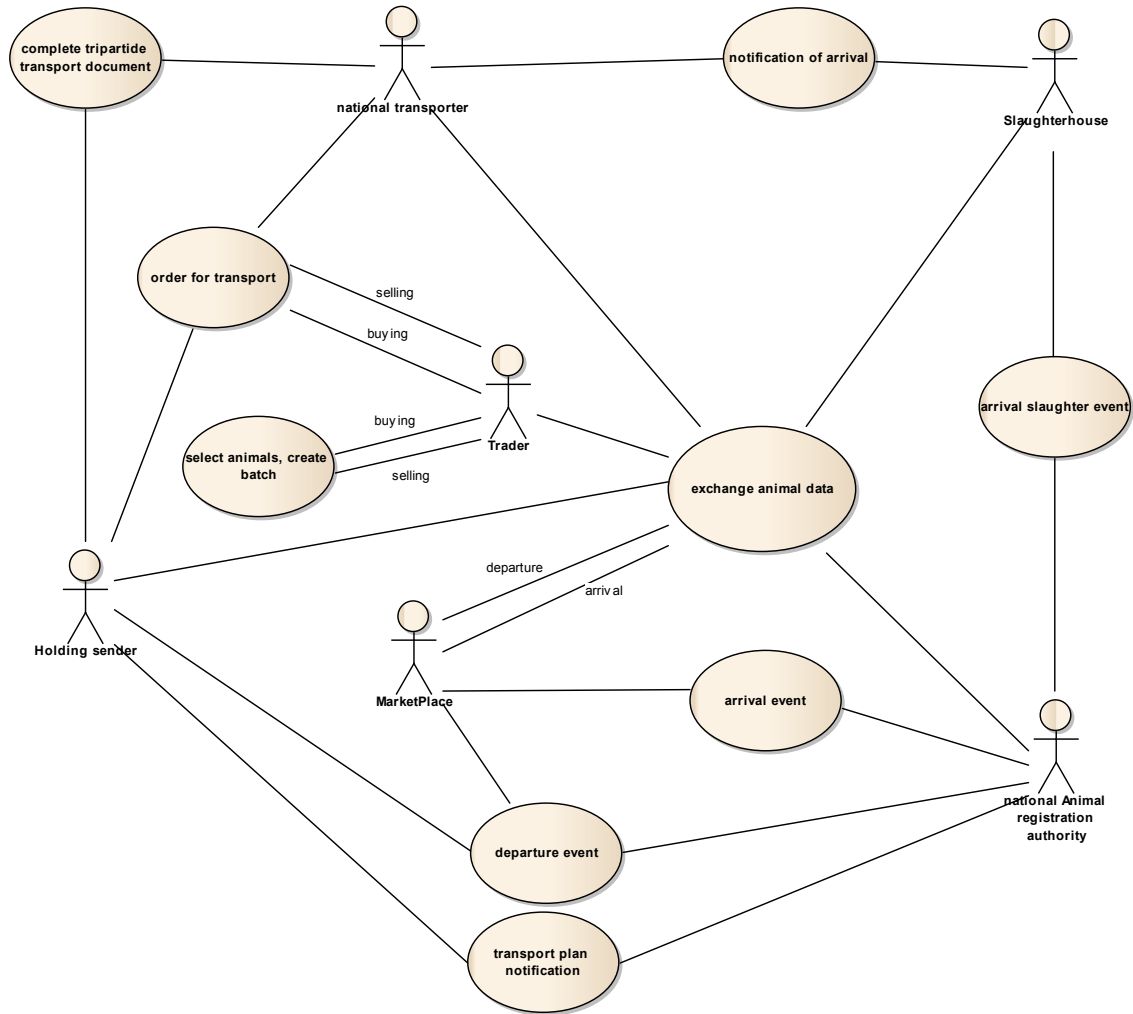 complete tripartide
transport document
national transporter
notification of arrival
Slaughterhouse
order for transport
selling
buying
Trader
select animals, create
batch
buying
selling
arrival slaughter event
exchange animal data
departure
arrival
Holding sender
MarketPlace
arrival event
national Animal
registration
authority
departure event
transport plan
notification